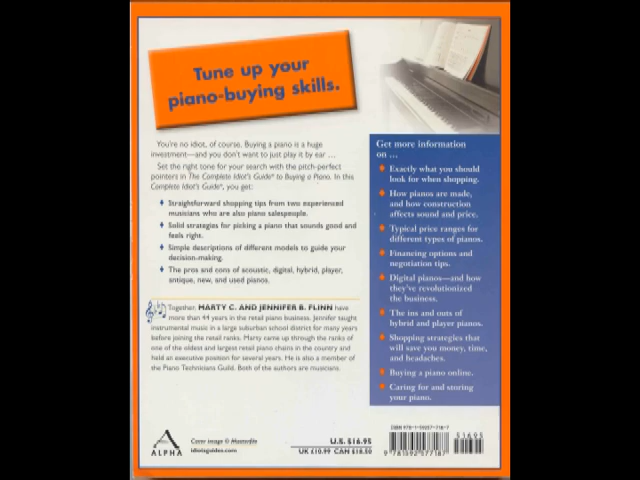 Tune up your
piano-buying skills.
You're no idiot, of course. Buying a piano is a huge
investment—and you don't want to just play it by ear ...
Set the right tone for your search with the pitch-perfect
pointers in The Complete Idiot's Guide® to Buying a Piano. In this
Complete Idiot's Guide®, you get:
♦ Straightforward shopping tips from two experienced
musicians who are also piano salespeople.
♦ Solid strategies for picking a piano that sounds good and
feels right.
♦ Simple descriptions of different models to guide your
decision-making.
♦ The pros and cons of acoustic, digital, hybrid, player,
antique, new, and used pianos.
Together, MARTY C. AND JENNIFER B. FLINN have
more than 44 years in the retail piano business. Jennifer taught
instrumental music in a large suburban school district for many years
before joining the retail ranks. Marty came up through the ranks of
one of the oldest and largest retail piano chains in the country and
held an executive position for several years. He is also a member of
the Piano Technicians Guild. Both of the authors are musicians.
Get more information
on ...
♦ Exactly what you should
look for when shopping.
♦ How pianos are made,
and how construction
affects sound and price.
♦ Typical price ranges for
different types of pianos.
♦ Financing options and
negotiation tips.
♦ Digital pianos—and how
they've revolutionized
the business.
♦ The ins and outs of
hybrid and player pianos.
♦ Shopping strategies that
will save you money, time,
and headaches.
♦ Buying a piano online.
♦ Caring for and storing
your piano.
ALPHA
Cover image © Masterfile
idiotsguides.com
U.S. $16.95
UK £10.99 CAN $18.50
ISBN 978-1-59257-718-7
51695
9 781592 577187